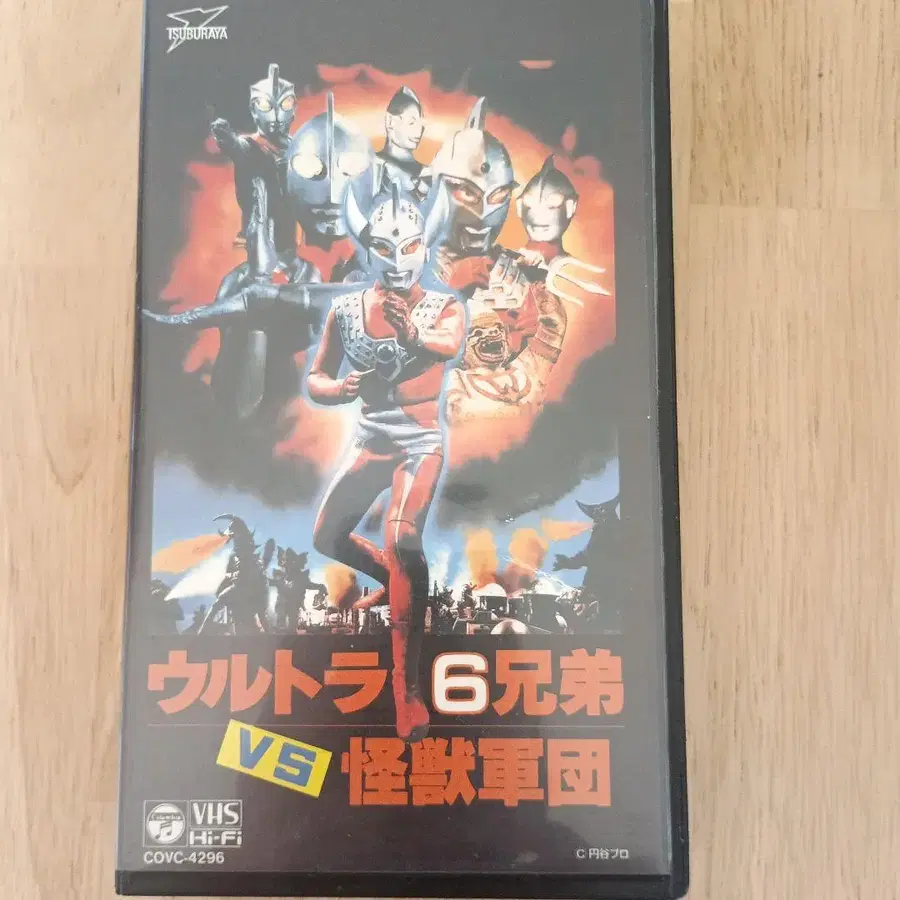 TSUBURAYA
ウルトラ6兄弟
VS 怪獣軍団
Columbia
VHS
Hi-Fi
COVC-4296
C 円谷プロ